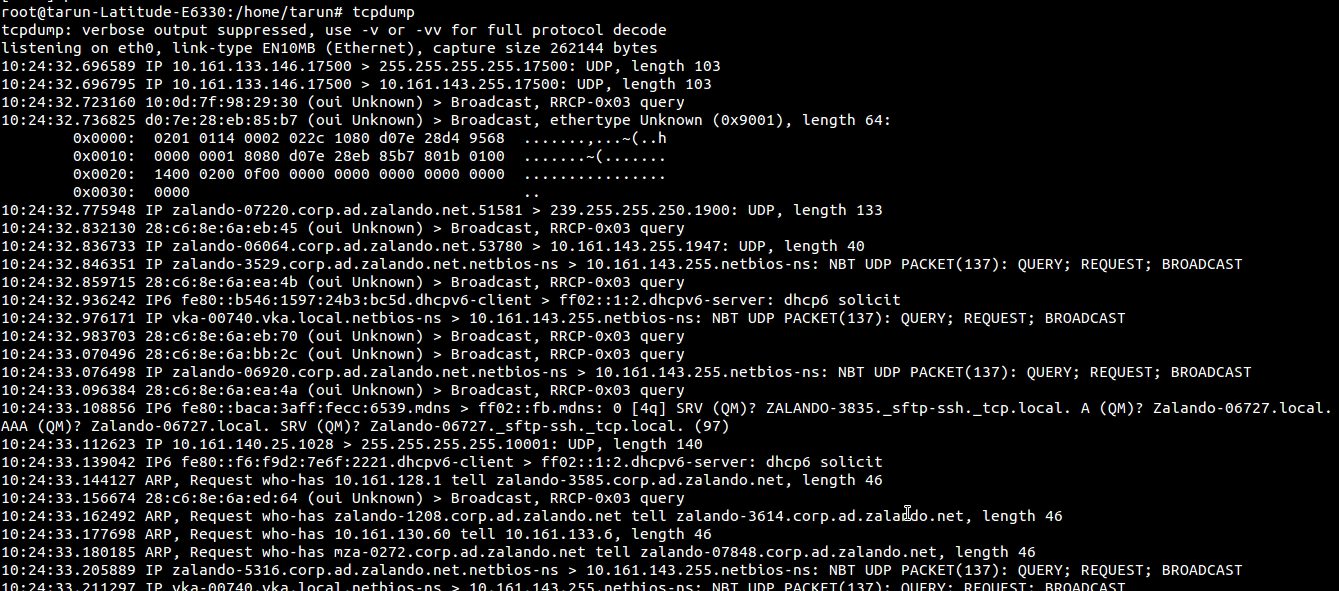 root@tarun-Latitude-E6330:/home/tarun# tcpdump
tcpdump: verbose output suppressed, use -v or -vv for full protocol decode
listening on eth0, link-type EN10MB (Ethernet), capture size 262144 bytes
10:24:32.696589 IP 10.161.133.146.17500 > 255.255.255.255.17500: UDP, length 103
10:24:32.696795 IP 10.161.133.146.17500 > 10.161.143.255.17500: UDP, length 103
10:24:32.723160 10:0d:7f:98:29:30 (oui Unknown) > Broadcast, RRCP-0x03 query
10:24:32.736825 d0:7e:28:eb:85:b7 (oui Unknown) > Broadcast, ethertype Unknown (0x9001), length 64:
0x0000:  0201 0114 0002 022c 1080 d07e 28d4 9568  .......,...~(..h
0x0010:  0000 0001 8080 d07e 28eb 85b7 801b 0100  .......~(.......
0x0020:  1400 0200 0f00 0000 0000 0000 0000 0000  ................
0x0030:  0000                                     ..
10:24:32.775948 IP zalando-07220.corp.ad.zalando.net.51581 > 239.255.255.250.1900: UDP, length 133
10:24:32.832130 28:c6:8e:6a:eb:45 (oui Unknown) > Broadcast, RRCP-0x03 query
10:24:32.836733 IP zalando-06064.corp.ad.zalando.net.53780 > 10.161.143.255.1947: UDP, length 40
10:24:32.846351 IP zalando-3529.corp.ad.zalando.net.netbios-ns > 10.161.143.255.netbios-ns: NBT UDP PACKET(137): QUERY; REQUEST; BROADCAST
10:24:32.859715 28:c6:8e:6a:ea:4b (oui Unknown) > Broadcast, RRCP-0x03 query
10:24:32.936242 IP6 fe80::b546:1597:24b3:bc5d.dhcpv6-client > ff02::1:2.dhcpv6-server: dhcp6 solicit
10:24:32.976171 IP vka-00740.vka.local.netbios-ns > 10.161.143.255.netbios-ns: NBT UDP PACKET(137): QUERY; REQUEST; BROADCAST
10:24:32.983703 28:c6:8e:6a:eb:70 (oui Unknown) > Broadcast, RRCP-0x03 query
10:24:33.070496 28:c6:8e:6a:bb:2c (oui Unknown) > Broadcast, RRCP-0x03 query
10:24:33.076498 IP zalando-06920.corp.ad.zalando.net.netbios-ns > 10.161.143.255.netbios-ns: NBT UDP PACKET(137): QUERY; REQUEST; BROADCAST
10:24:33.096384 28:c6:8e:6a:ea:4a (oui Unknown) > Broadcast, RRCP-0x03 query
10:24:33.108856 IP6 fe80::baca:3aff:fecc:6539.mdns > ff02::fb.mdns: 0 [4q] SRV (QM)? ZALANDO-3835._sftp-ssh._tcp.local. A (QM)? Zalando-06727.local.
AAA (QM)? Zalando-06727.local. SRV (QM)? Zalando-06727._sftp-ssh._tcp.local. (97)
10:24:33.112623 IP 10.161.140.25.1028 > 255.255.255.255.10001: UDP, length 140
10:24:33.139042 IP6 fe80::f6:f9d2:7e6f:2221.dhcpv6-client > ff02::1:2.dhcpv6-server: dhcp6 solicit
10:24:33.144127 ARP, Request who-has 10.161.128.1 tell zalando-3585.corp.ad.zalando.net, length 46
10:24:33.156674 28:c6:8e:6a:ed:64 (oui Unknown) > Broadcast, RRCP-0x03 query
10:24:33.162492 ARP, Request who-has zalando-1208.corp.ad.zalando.net tell zalando-3614.corp.ad.zalando.net, length 46
10:24:33.177698 ARP, Request who-has 10.161.130.60 tell 10.161.133.6, length 46
10:24:33.180185 ARP, Request who-has mza-0272.corp.ad.zalando.net tell zalando-07848.corp.ad.zalando.net, length 46
10:24:33.205889 IP zalando-5316.corp.ad.zalando.net.netbios-ns > 10.161.143.255.netbios-ns: NBT UDP PACKET(137): QUERY; REQUEST; BROADCAST
10:24:33.211297 IP vka-00740.vka.local.netbios-ns > 10.161.143.255.netbios-ns: NBT UDP PACKET(137): QUERY; REQUEST; BROADCAST